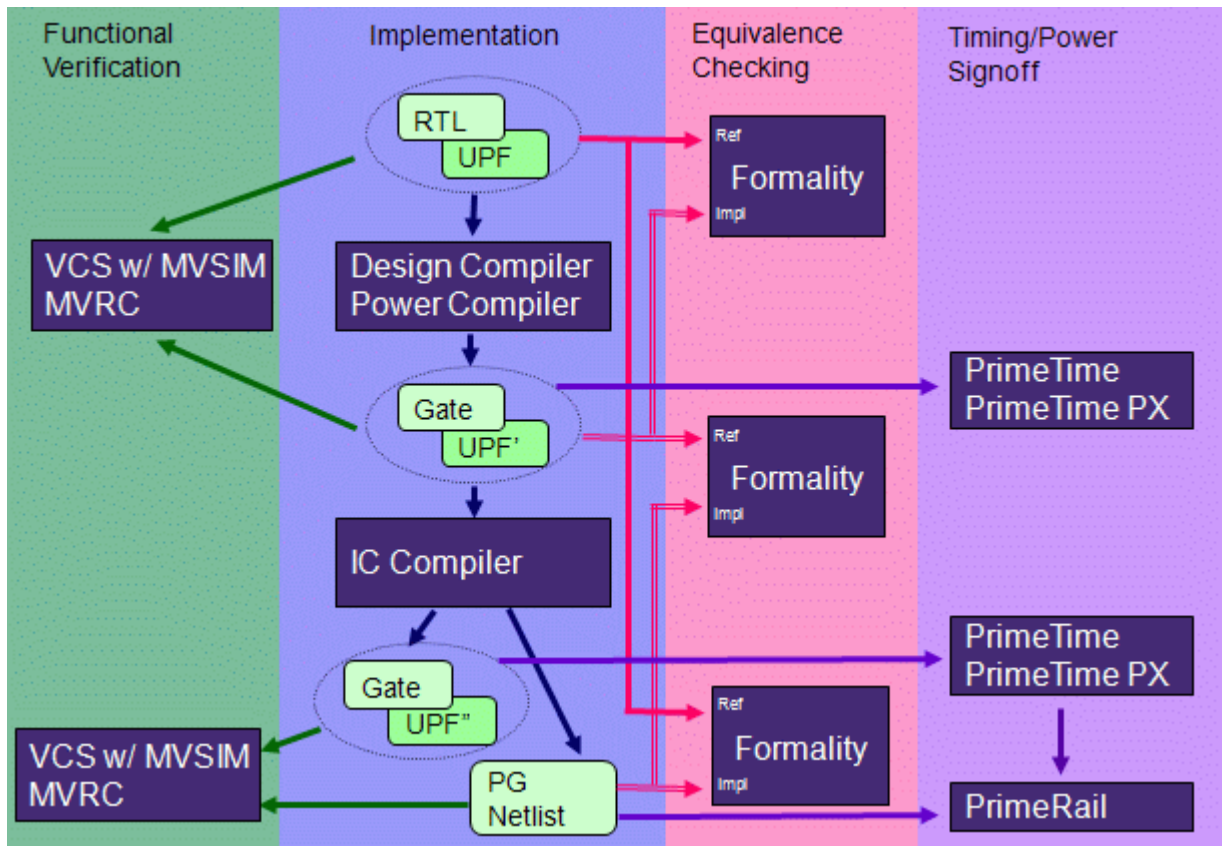 Functional
Verification
Implementation
Equivalence
Checking
Timing/Power
Signoff
RTL
UPF
Ref
Formality
Impl
VCS w/ MVSIM
MVRC
Design Compiler
Power Compiler
PrimeTime
PrimeTime PX
Gate
UPF’
Ref
Formality
Impl
IC Compiler
PrimeTime
PrimeTime PX
Gate
UPF”
Ref
Formality
Impl
VCS w/ MVSIM
MVRC
PG
Netlist
PrimeRail